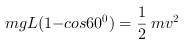 mgL(1−cos60⁰) = 1/2 mv²